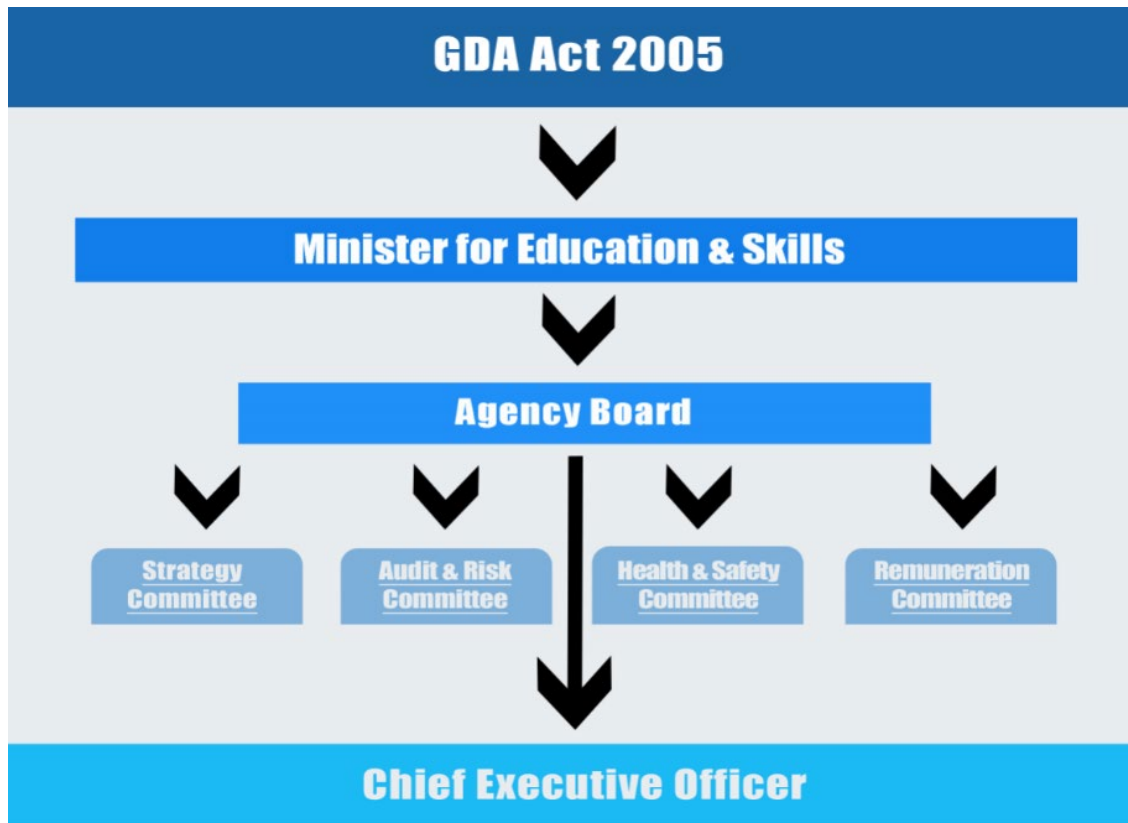 GDA Act 2005
Minister for Education & Skills
Agency Board
Strategy
Committee
Audit & Risk
Committee
Health & Safety
Committee
Remuneration
Committee
Chief Executive Officer